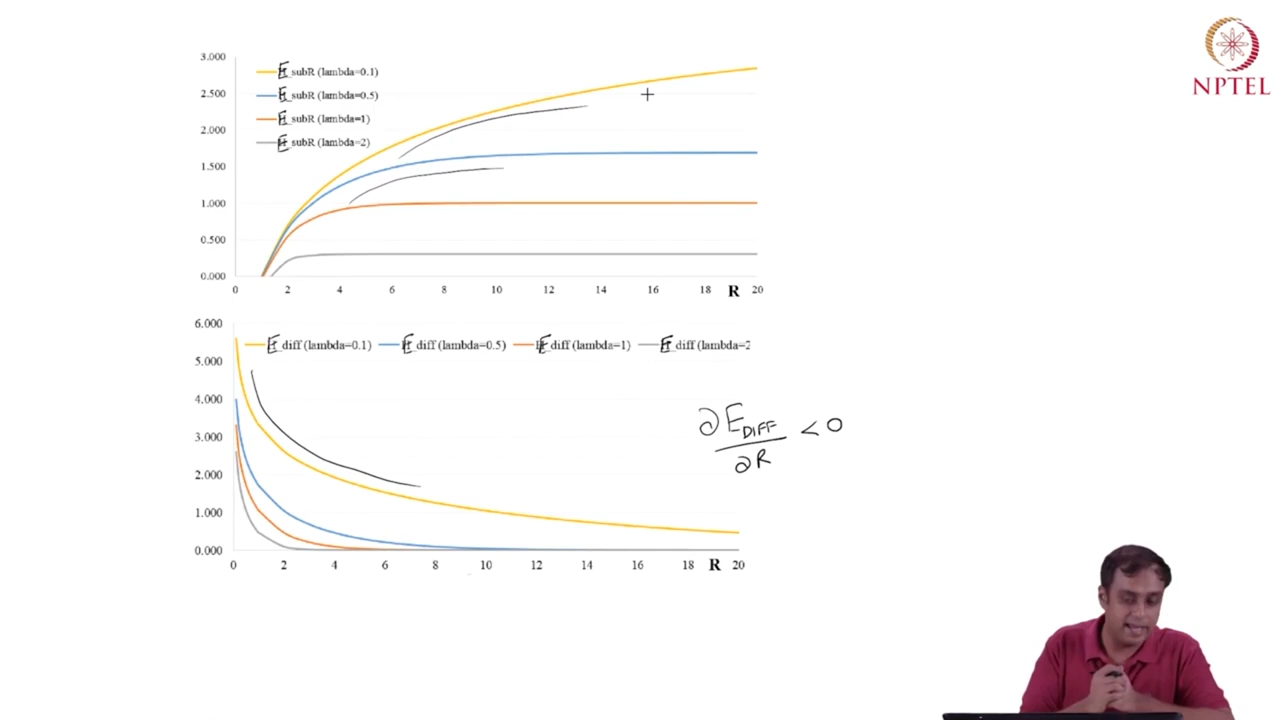 NPTEL
3.000
E_subR (lambda=0.1)
2.500
E_subR (lambda=0.5)
E_subR (lambda=1)
2.000
E_subR (lambda=2)
1.500
1.000
0.500
0.000
0 2 4 6 8 10 12 14 16 18 R 20
6.000
E_diff (lambda=0.1) E_diff (lambda=0.5) E_diff (lambda=1) E_diff (lambda=2
5.000
4.000
3.000
2.000
1.000
0.000
0 2 4 6 8 10 12 14 16 18 R 20
∂E_DIFF/∂R < 0